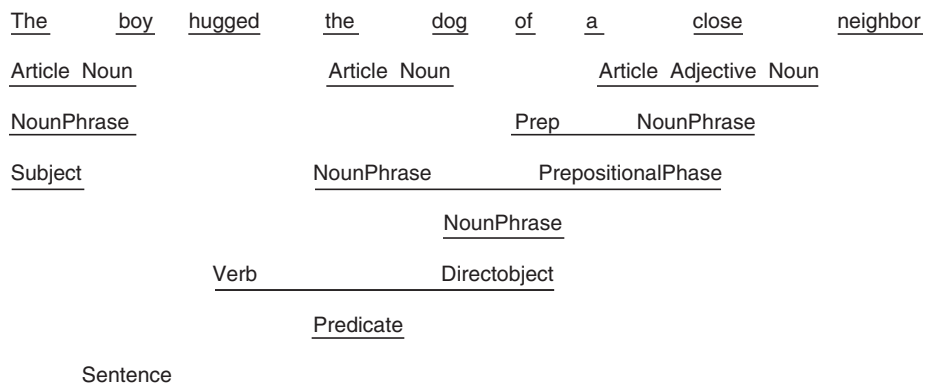 The boy hugged the dog of a close neighbor
Article Noun Article Noun Article Adjective Noun
NounPhrase Prep NounPhrase
Subject NounPhrase PrepositionalPhase
NounPhrase
Verb Directobject
Predicate
Sentence